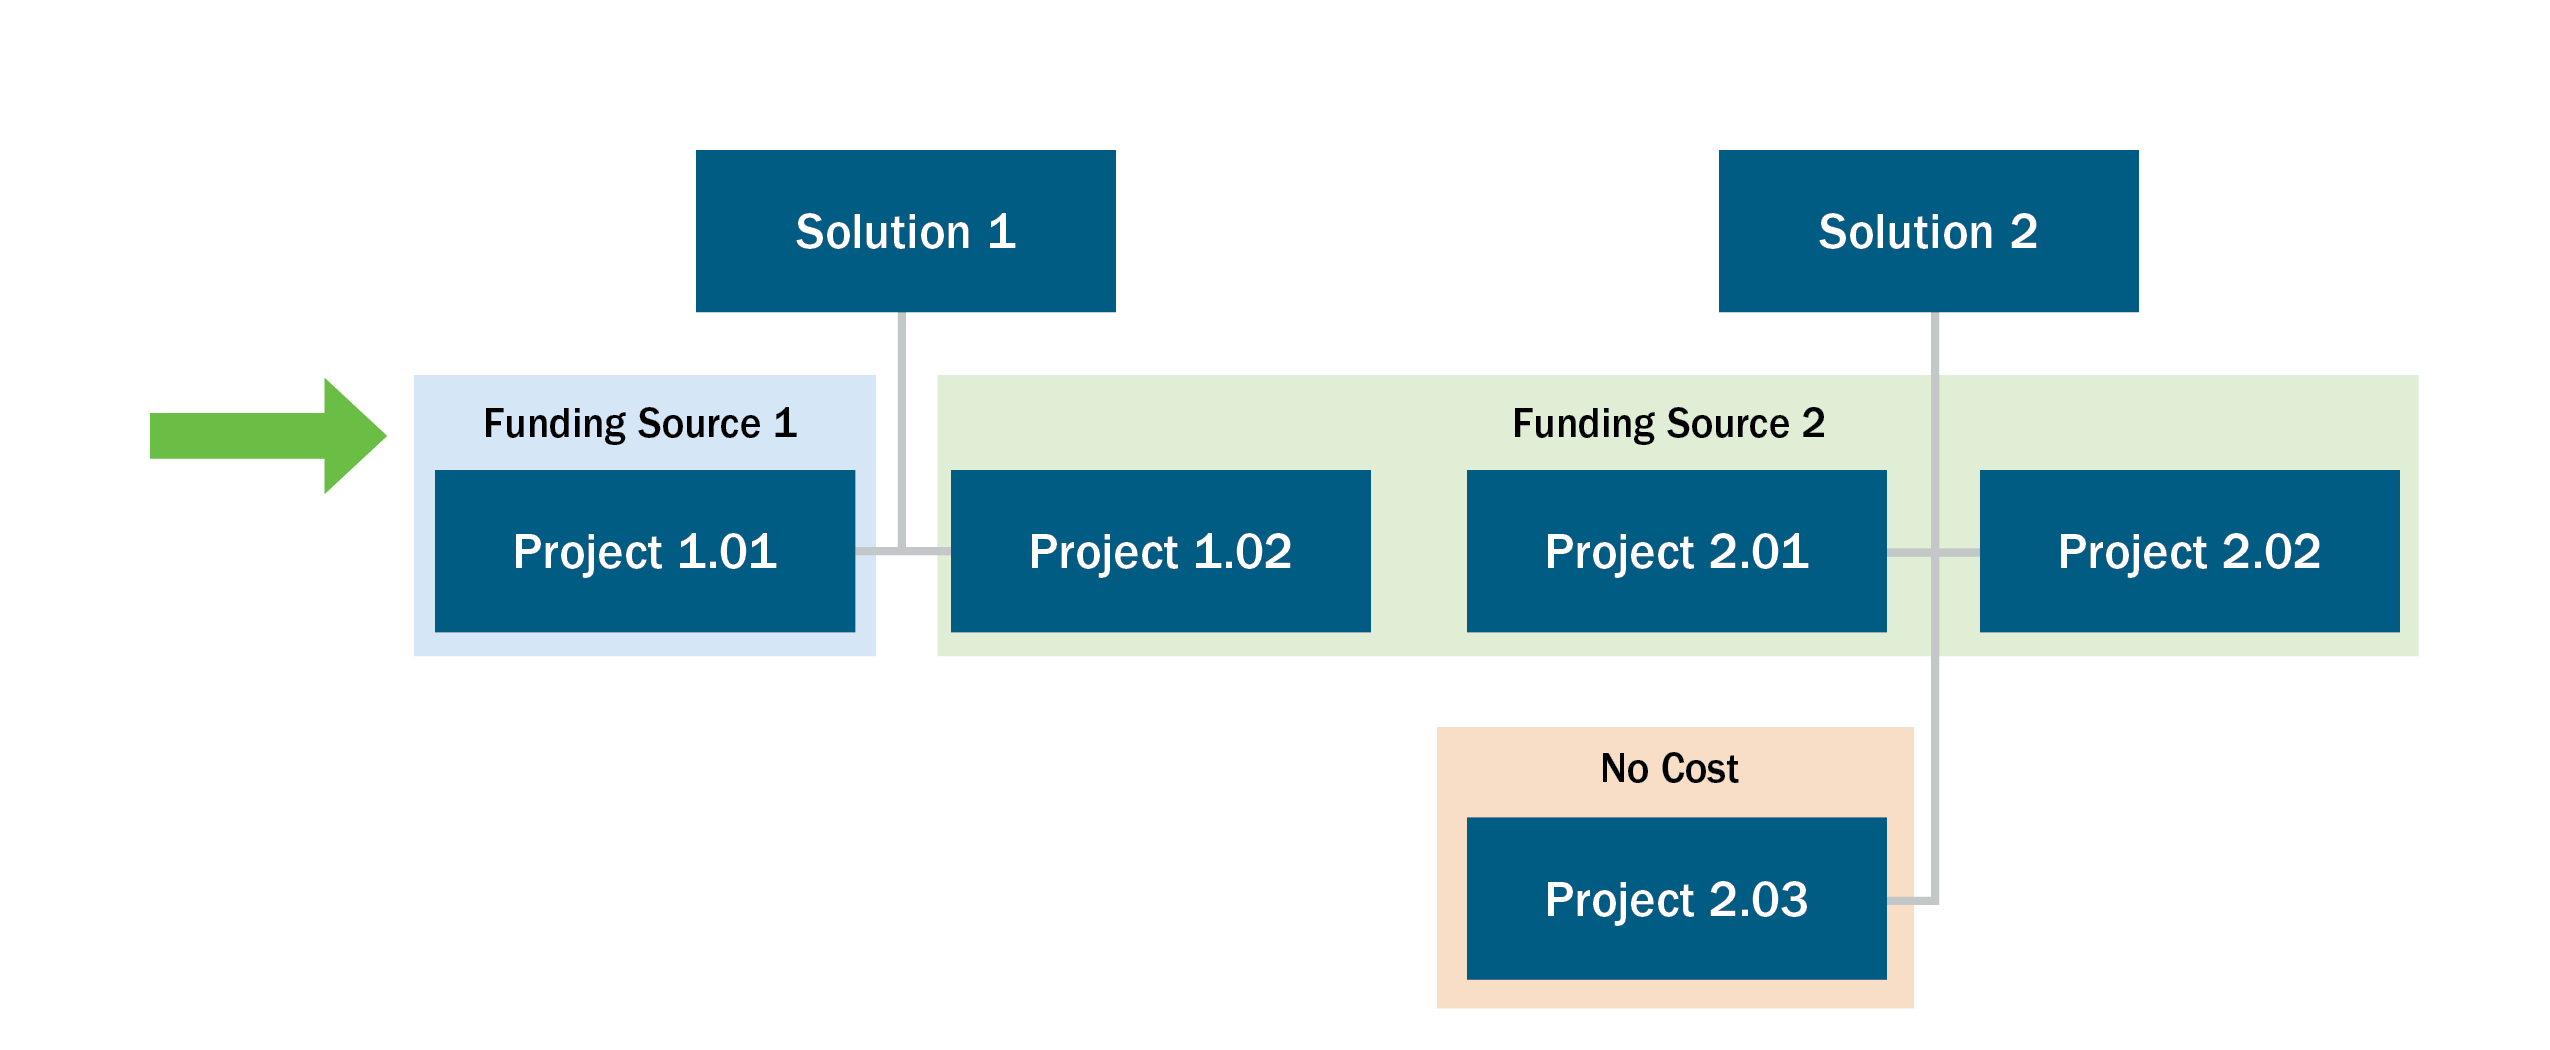 Solution 1
Solution 2
Funding Source 1
Funding Source 2
Project 1.01
Project 1.02
Project 2.01
Project 2.02
No Cost
Project 2.03